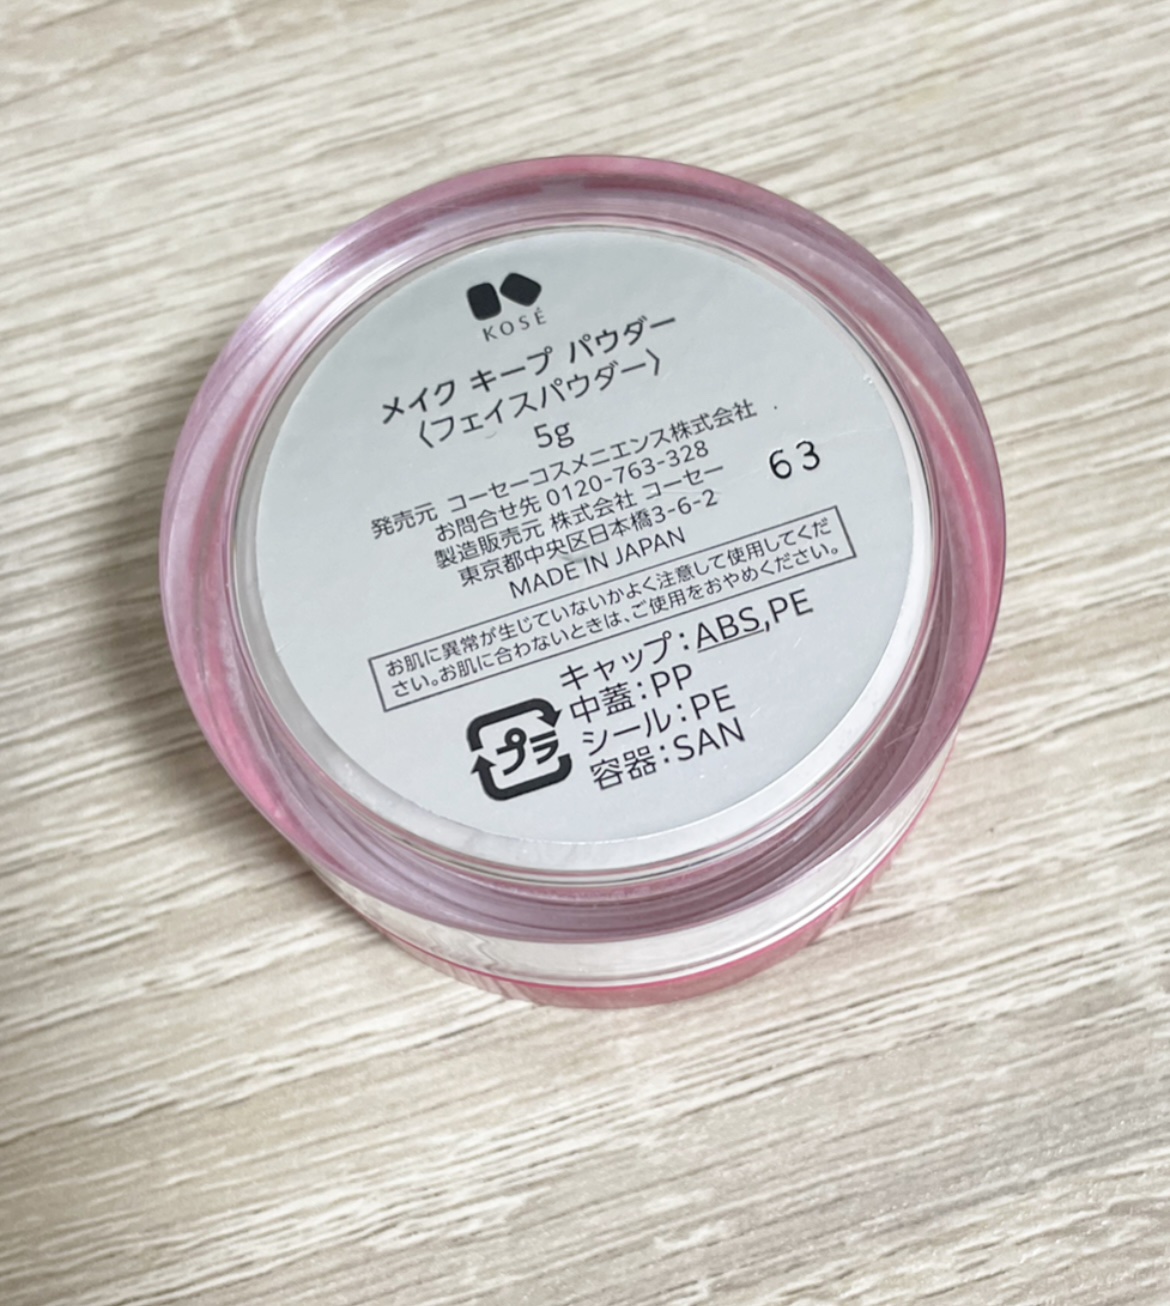 KOSÉ
メイク キープ パウダー
〈フェイスパウダー〉
5g
発売元 コーセーコスメニエンス株式会社
お問合せ先 0120-763-328
製造販売元 株式会社 コーセー
東京都中央区日本橋3-6-2
MADE IN JAPAN
63
お肌に異常が生じていないかよく注意して使用してくだ
さい。お肌に合わないときは、ご使用をおやめください。
プラ
キャップ：ABS,PE
中蓋：PP
シール：PE
容器：SAN